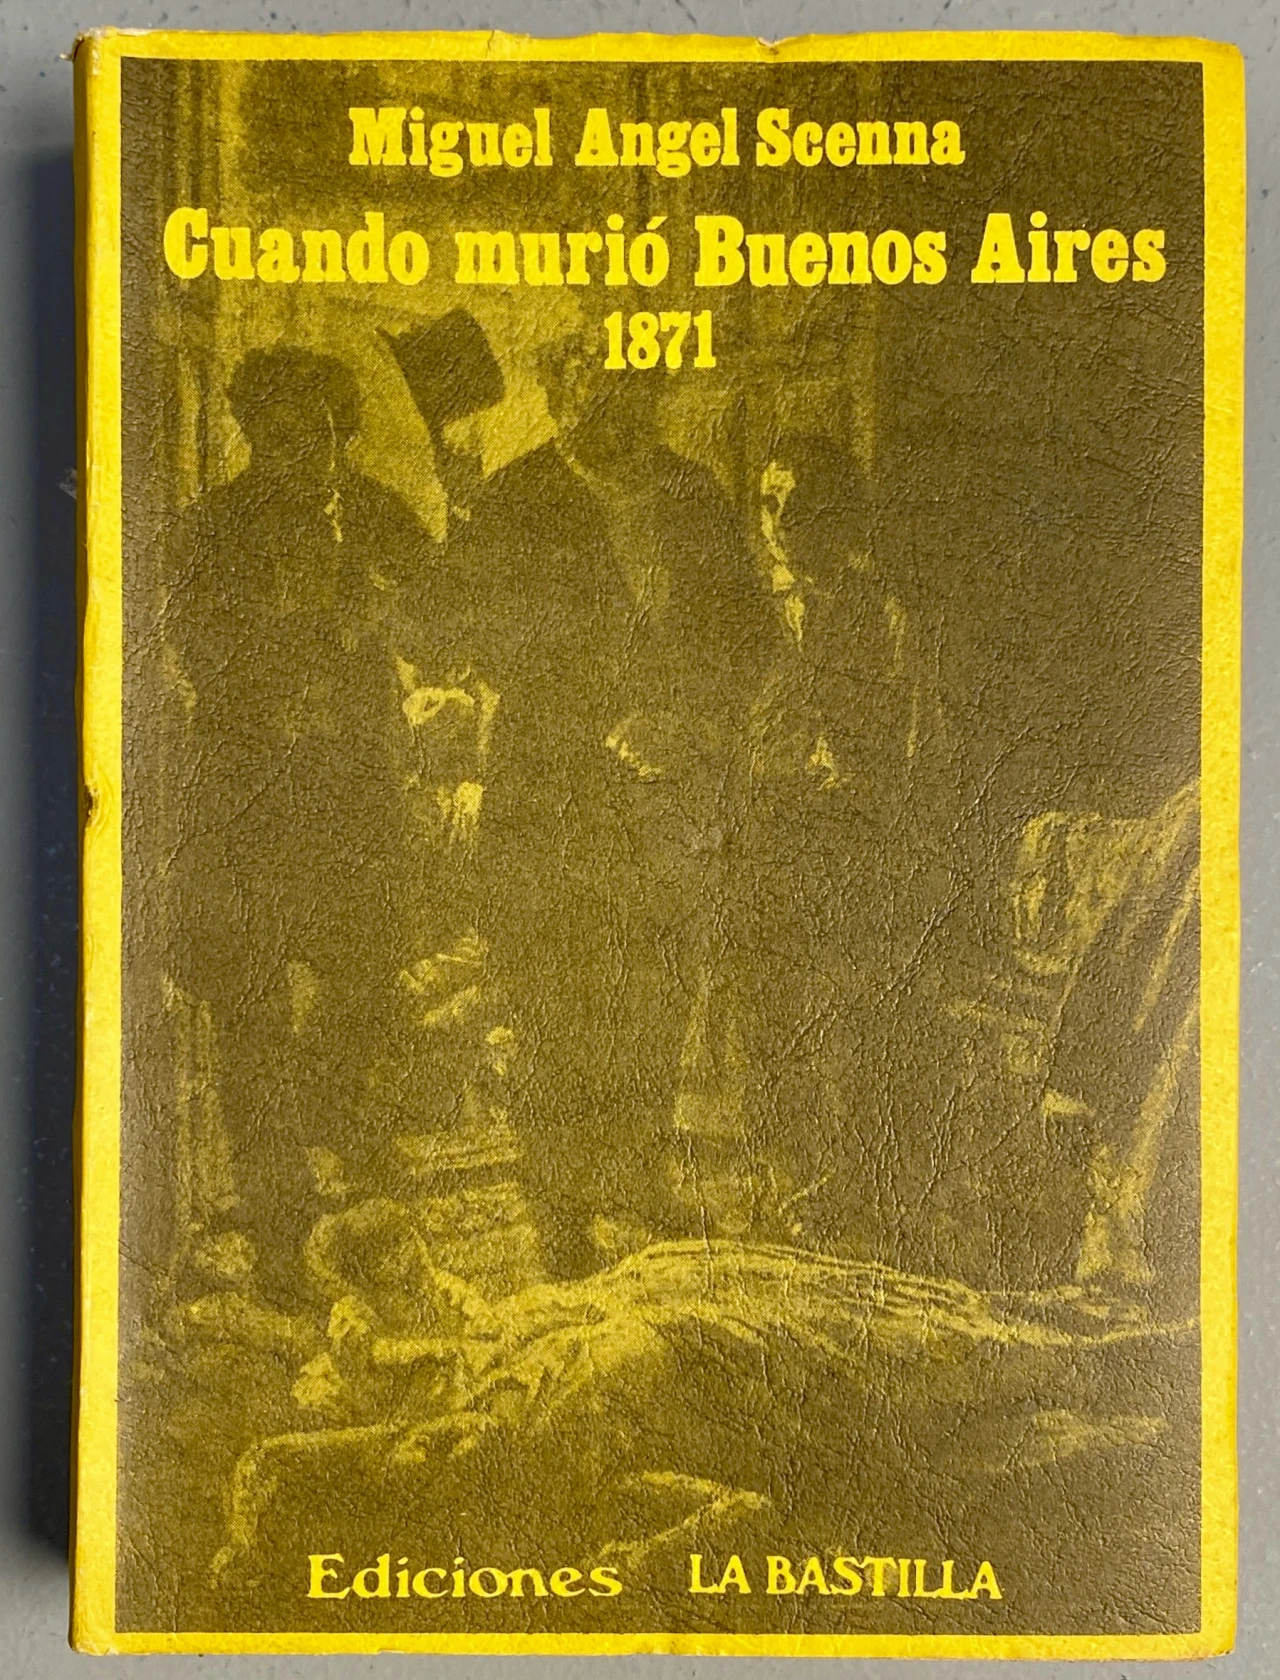 Miguel Angel Scenna
Cuando murió Buenos Aires
1871
Ediciones LA BASTILLA